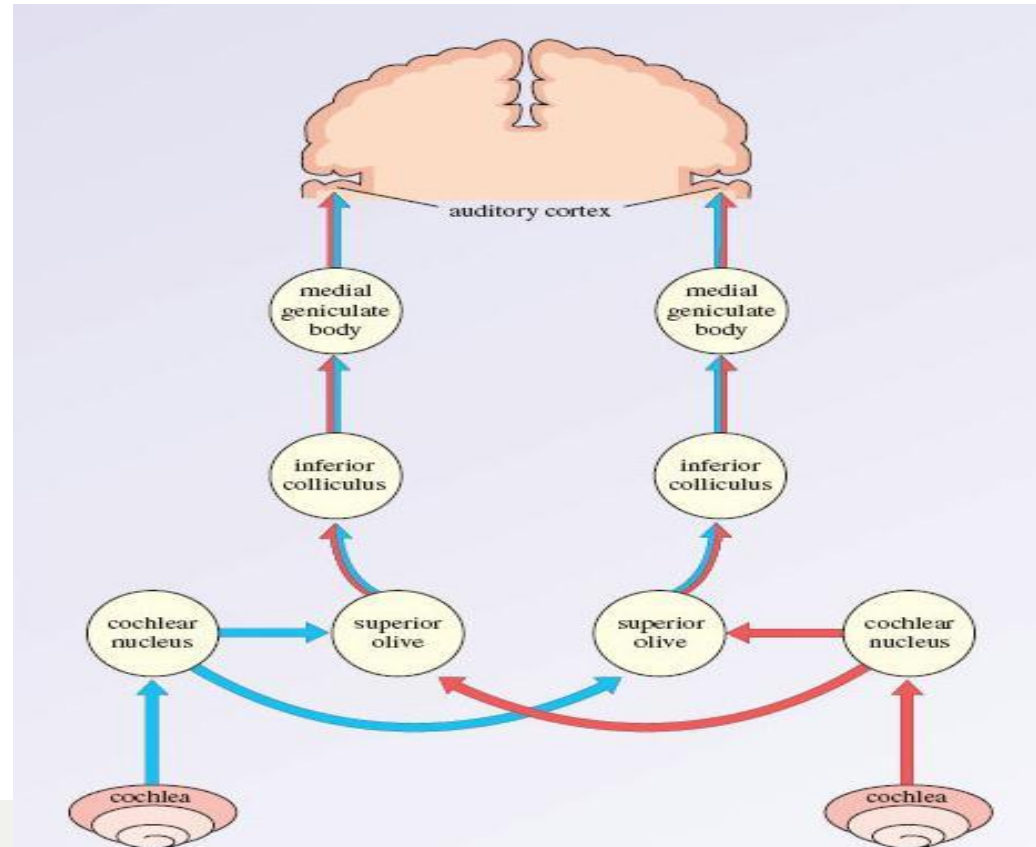 auditory cortex
medial
geniculate
body
medial
geniculate
body
inferior
colliculus
inferior
colliculus
cochlear
nucleus
superior
olive
superior
olive
cochlear
nucleus
cochlea
cochlea